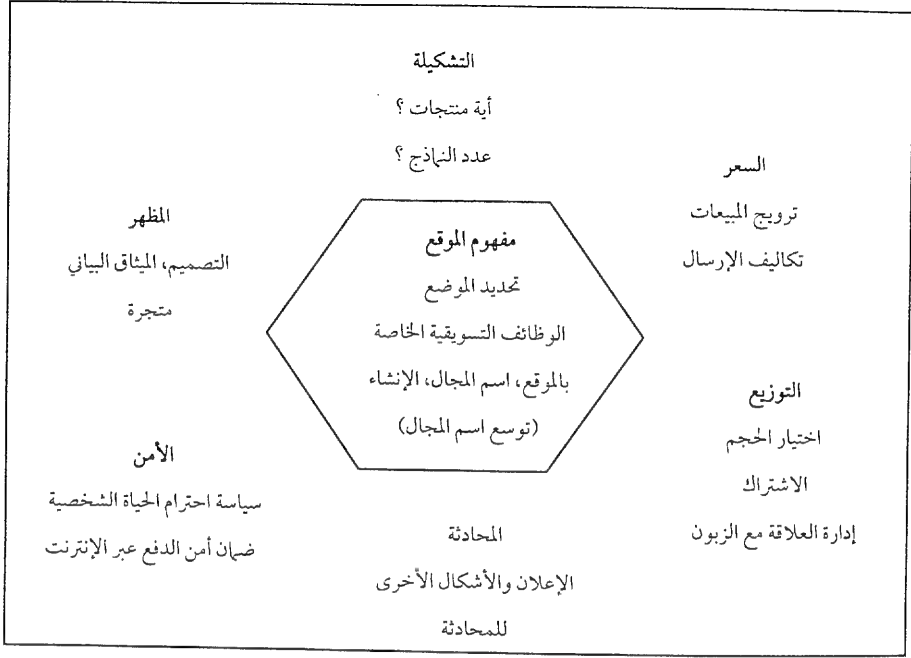 التشكيلة
أية منتجات ؟
عدد النماذج ؟
السعر
ترويج المبيعات
تكاليف الإرسال
المظهر
التصميم، الميثاق البياني
متجرة
مفهوم الموقع
تحديد الموضع
الوظائف التسويقية الخاصة
بالموقع، اسم المجال، الإنشاء
(توسع اسم المجال)
التوزيع
اختيار الحجم
الاشتراك
إدارة العلاقة مع الزبون
الأمن
سياسة احترام الحياة الشخصية
ضمان أمن الدفع عبر الإنترنت
المحادثة
الإعلان والأشكال الأخرى
للمحادثة